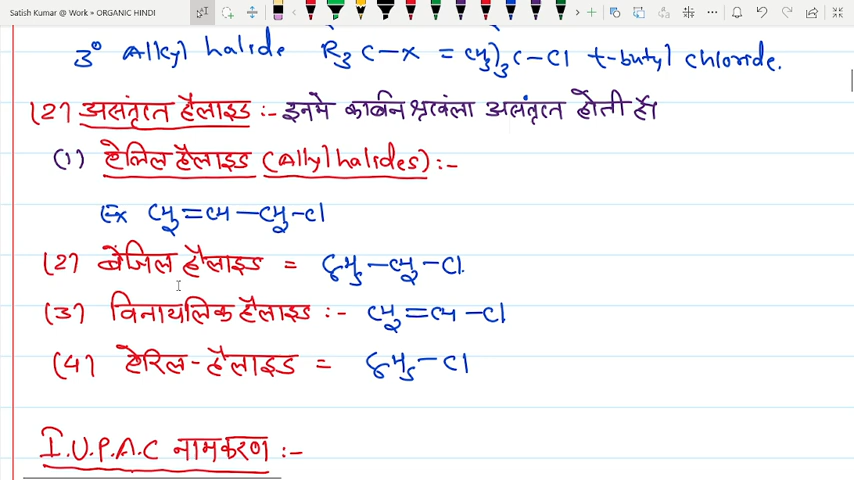 Satish Kumar @ Work » ORGANIC HINDI
3° Alkyl halide R₃C-X = CH₃)₃C-Cl t-butyl chloride.
(2) असंतृप्त हैलाइड :- इनमे कार्बन श्रृंखला असंतृप्त होती है।
(1) ऐलिल हैलाइड (Allyl halides) :-
Ex CH₂=CH-CH₂-Cl
(2) बेंजिल हैलाइड = C₆H₅-CH₂-Cl.
(3) विनायलिक हैलाइड :- CH₂=CH-Cl
(4) ऐरिल-हैलाइड = C₆H₅-Cl
I.U.P.A.C नामकरण :-